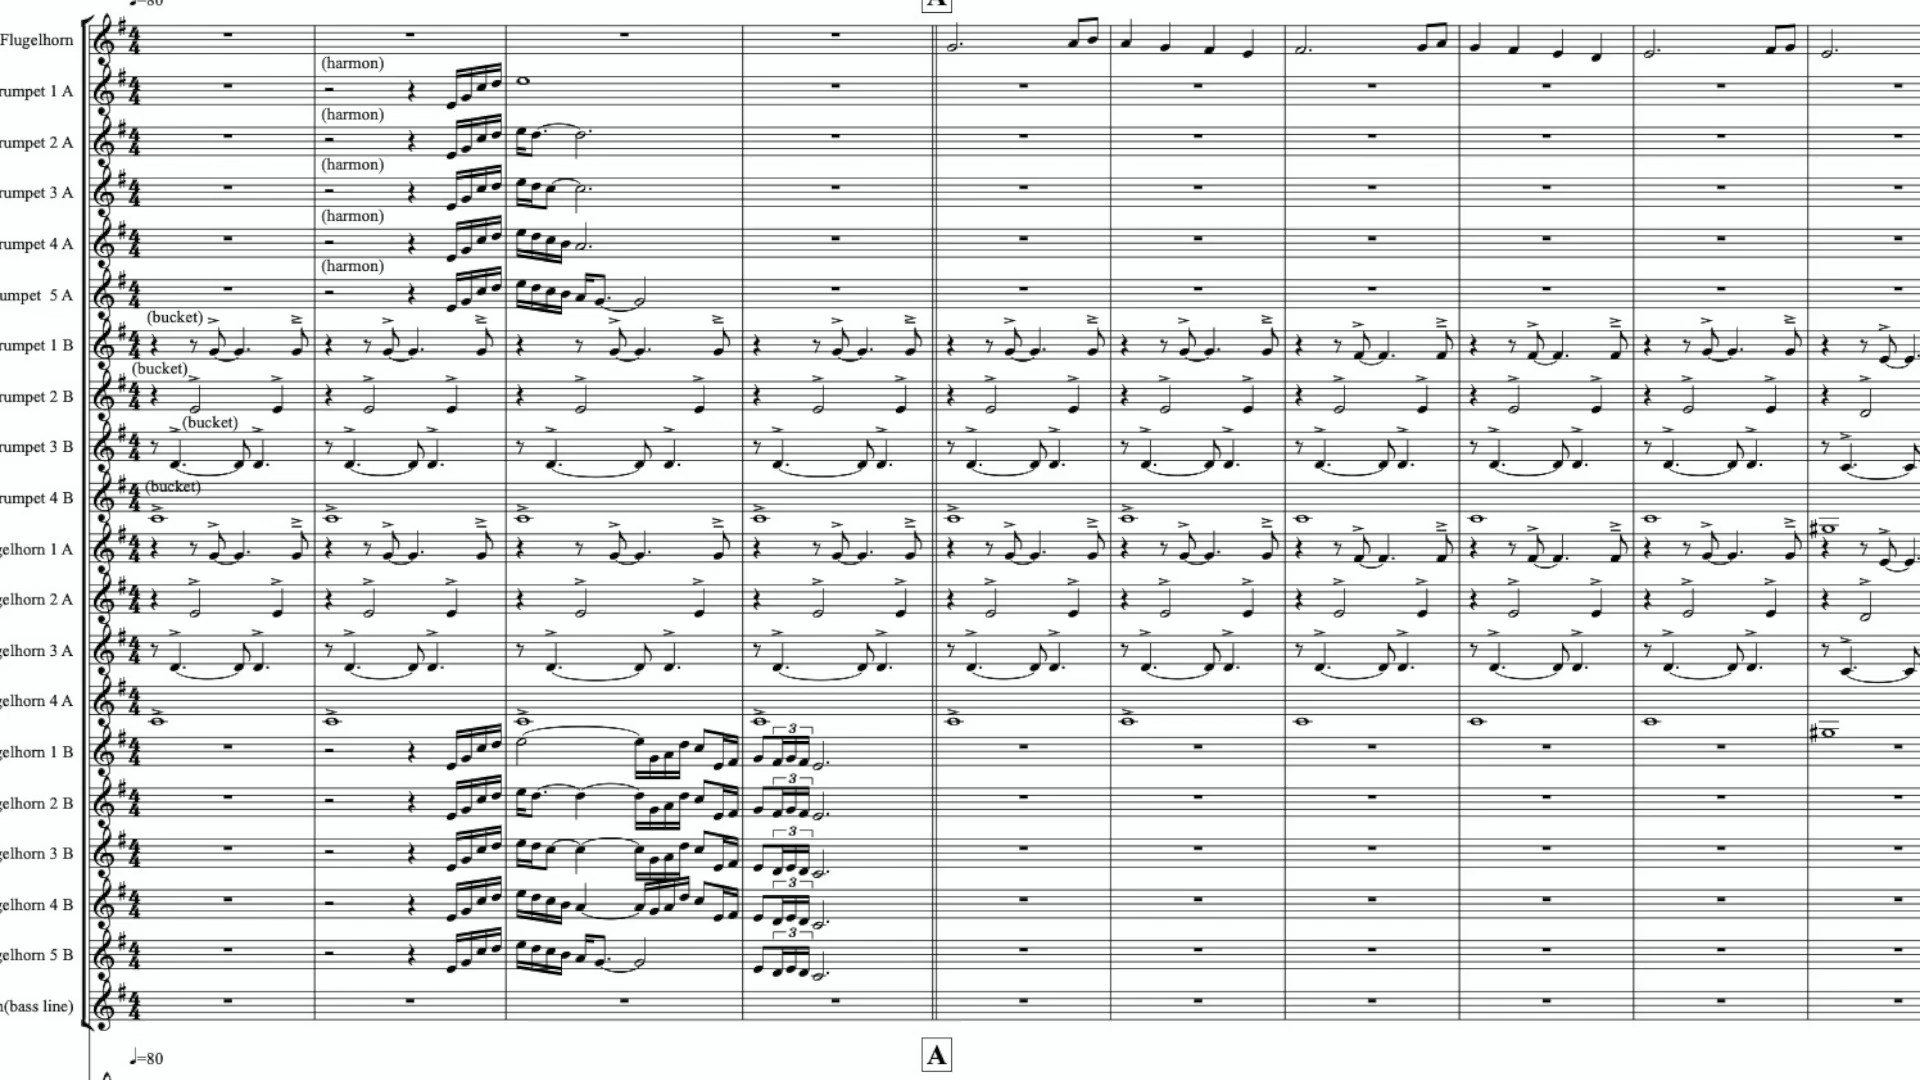 ♩=80
A
Flugelhorn
(harmon)
rumpet 1 A
(harmon)
rumpet 2 A
(harmon)
rumpet 3 A
(harmon)
rumpet 4 A
(harmon)
umpet 5 A
(bucket)
rumpet 1 B
(bucket)
rumpet 2 B
(bucket)
rumpet 3 B
(bucket)
rumpet 4 B
gelhorn 1 A
gelhorn 2 A
gelhorn 3 A
gelhorn 4 A
3
gelhorn 1 B
3
gelhorn 2 B
3
gelhorn 3 B
3
gelhorn 4 B
3
gelhorn 5 B
n(bass line)
♩=80
A